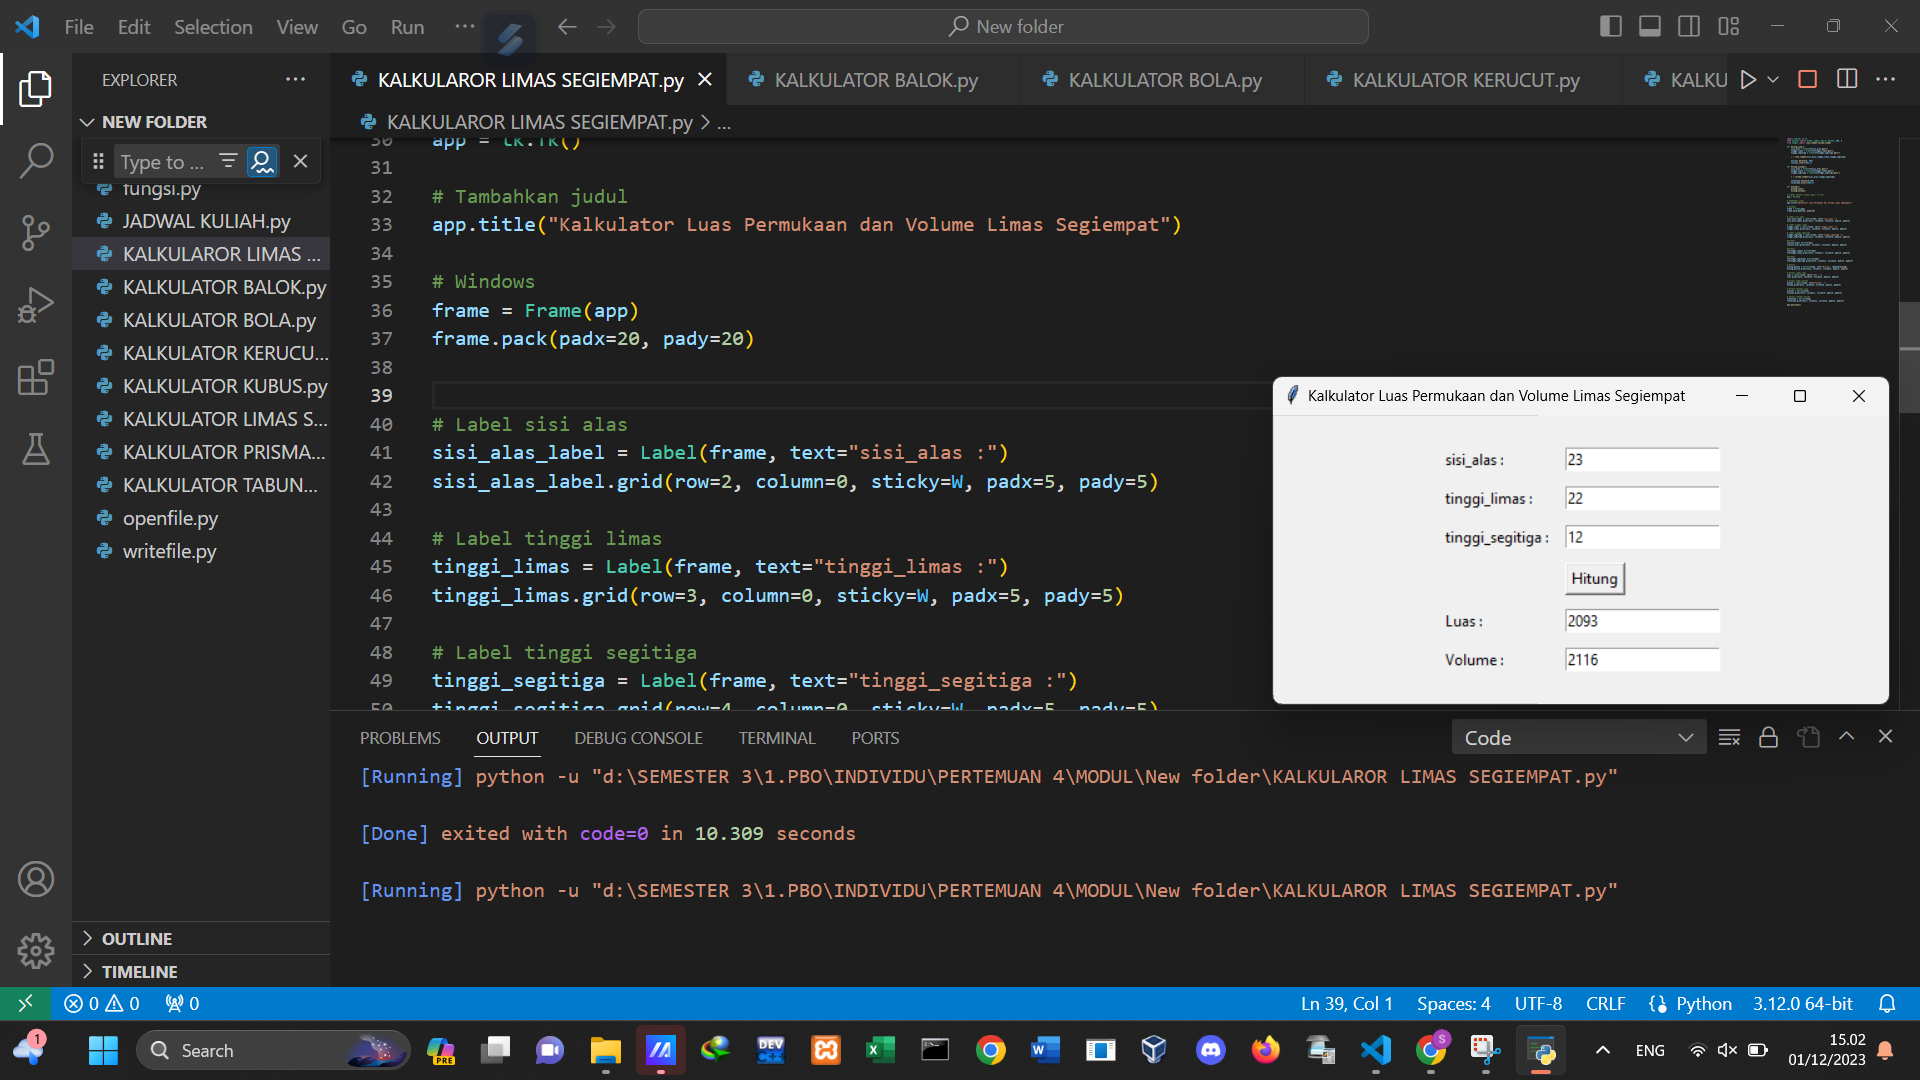 File Edit Selection View Go Run ··· New folder
EXPLORER ···
KALKULAROR LIMAS SEGIEMPAT.py
KALKULATOR BALOK.py
KALKULATOR BOLA.py
KALKULATOR KERUCUT.py
KALKU
NEW FOLDER
Type to ...
fungsi.py
JADWAL KULIAH.py
KALKULAROR LIMAS ...
KALKULATOR BALOK.py
KALKULATOR BOLA.py
KALKULATOR KERUCU...
KALKULATOR KUBUS.py
KALKULATOR LIMAS S...
KALKULATOR PRISMA...
KALKULATOR TABUN...
openfile.py
writefile.py
OUTLINE
TIMELINE
KALKULAROR LIMAS SEGIEMPAT.py > ...
30 app = tk.Tk()
31
32 # Tambahkan judul
33 app.title("Kalkulator Luas Permukaan dan Volume Limas Segiempat")
34
35 # Windows
36 frame = Frame(app)
37 frame.pack(padx=20, pady=20)
38
39
40 # Label sisi alas
41 sisi_alas_label = Label(frame, text="sisi_alas :")
42 sisi_alas_label.grid(row=2, column=0, sticky=W, padx=5, pady=5)
43
44 # Label tinggi limas
45 tinggi_limas = Label(frame, text="tinggi_limas :")
46 tinggi_limas.grid(row=3, column=0, sticky=W, padx=5, pady=5)
47
48 # Label tinggi segitiga
49 tinggi_segitiga = Label(frame, text="tinggi_segitiga :")
50 tinggi_segitiga.grid(row=4, column=0, sticky=W, padx=5, pady=5)
Kalkulator Luas Permukaan dan Volume Limas Segiempat
sisi_alas : 23
tinggi_limas : 22
tinggi_segitiga : 12
Hitung
Luas : 2093
Volume : 2116
PROBLEMS OUTPUT DEBUG CONSOLE TERMINAL PORTS Code
[Running] python -u "d:\SEMESTER 3\1.PBO\INDIVIDU\PERTEMUAN 4\MODUL\New folder\KALKULAROR LIMAS SEGIEMPAT.py"
[Done] exited with code=0 in 10.309 seconds
[Running] python -u "d:\SEMESTER 3\1.PBO\INDIVIDU\PERTEMUAN 4\MODUL\New folder\KALKULAROR LIMAS SEGIEMPAT.py"
0 0 0 Ln 39, Col 1 Spaces: 4 UTF-8 CRLF Python 3.12.0 64-bit
1 Search PRE DEV C++ S ENG 15.02
01/12/2023